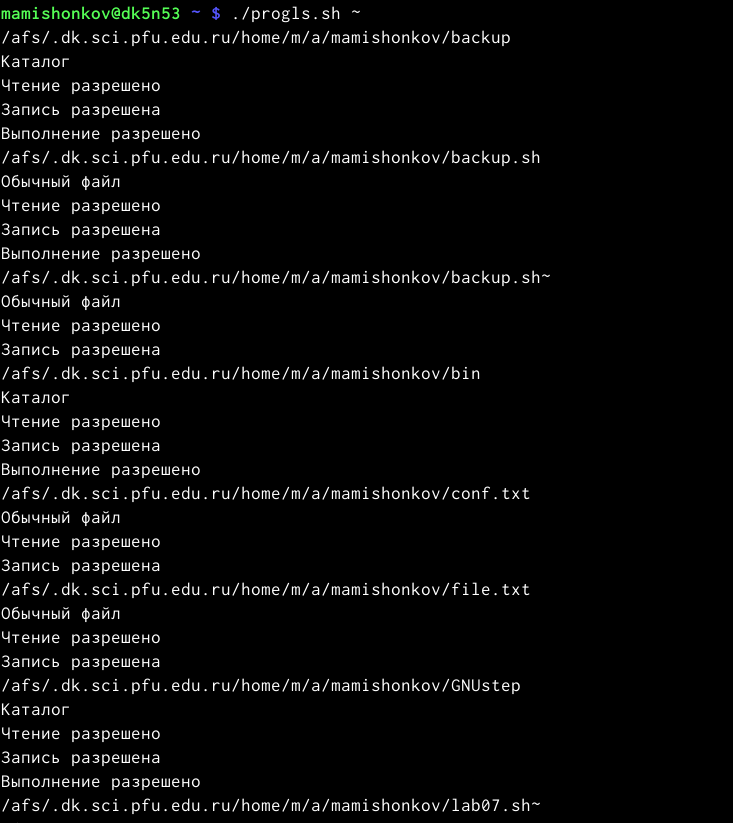 mamishonkov@dk5n53 ~ $ ./progls.sh ~
/afs/.dk.sci.pfu.edu.ru/home/m/a/mamishonkov/backup
Каталог
Чтение разрешено
Запись разрешена
Выполнение разрешено
/afs/.dk.sci.pfu.edu.ru/home/m/a/mamishonkov/backup.sh
Обычный файл
Чтение разрешено
Запись разрешена
Выполнение разрешено
/afs/.dk.sci.pfu.edu.ru/home/m/a/mamishonkov/backup.sh~
Обычный файл
Чтение разрешено
Запись разрешена
/afs/.dk.sci.pfu.edu.ru/home/m/a/mamishonkov/bin
Каталог
Чтение разрешено
Запись разрешена
Выполнение разрешено
/afs/.dk.sci.pfu.edu.ru/home/m/a/mamishonkov/conf.txt
Обычный файл
Чтение разрешено
Запись разрешена
/afs/.dk.sci.pfu.edu.ru/home/m/a/mamishonkov/file.txt
Обычный файл
Чтение разрешено
Запись разрешена
/afs/.dk.sci.pfu.edu.ru/home/m/a/mamishonkov/GNUstep
Каталог
Чтение разрешено
Запись разрешена
Выполнение разрешено
/afs/.dk.sci.pfu.edu.ru/home/m/a/mamishonkov/lab07.sh~